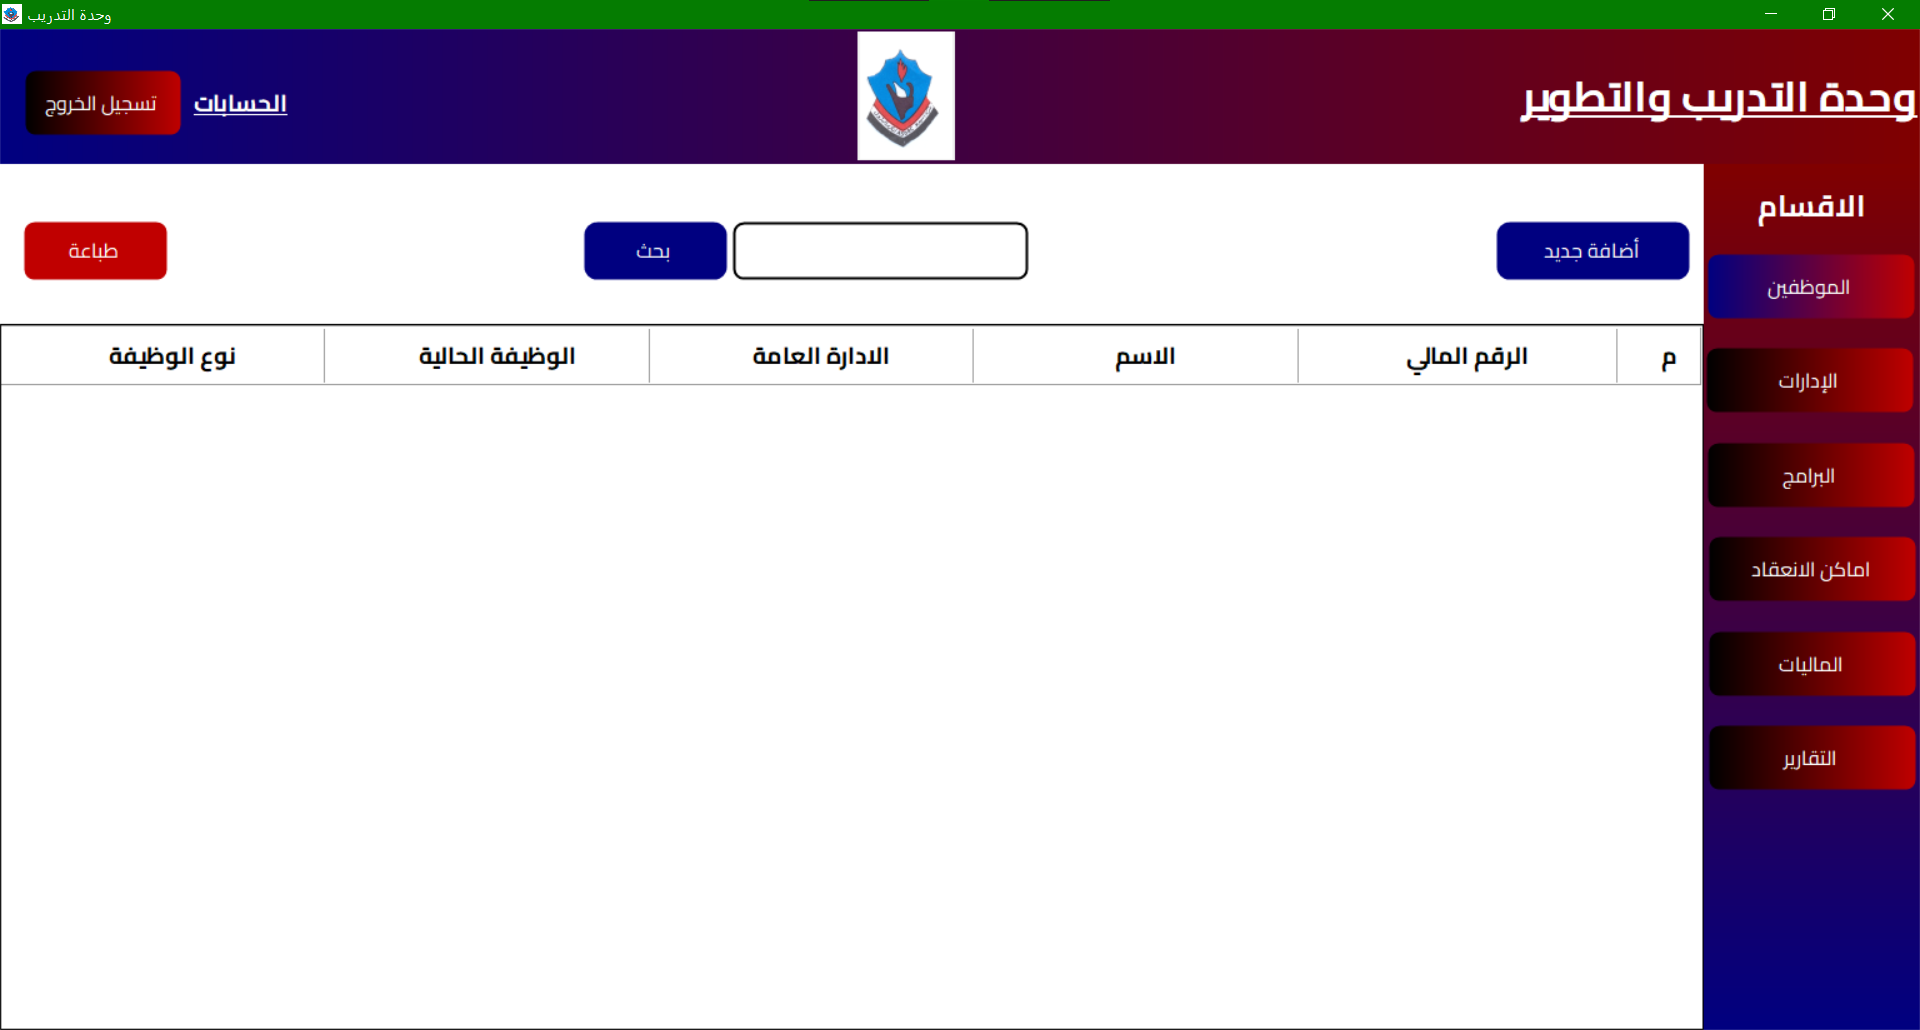 وحدة التدريب
وحدة التدريب والتطوير
الحسابات
تسجيل الخروج
الاقسام
الموظفين
الإدارات
البرامج
اماكن الانعقاد
الماليات
التقارير
أضافة جديد
بحث
طباعة
م الرقم المالي الاسم الادارة العامة الوظيفة الحالية نوع الوظيفة